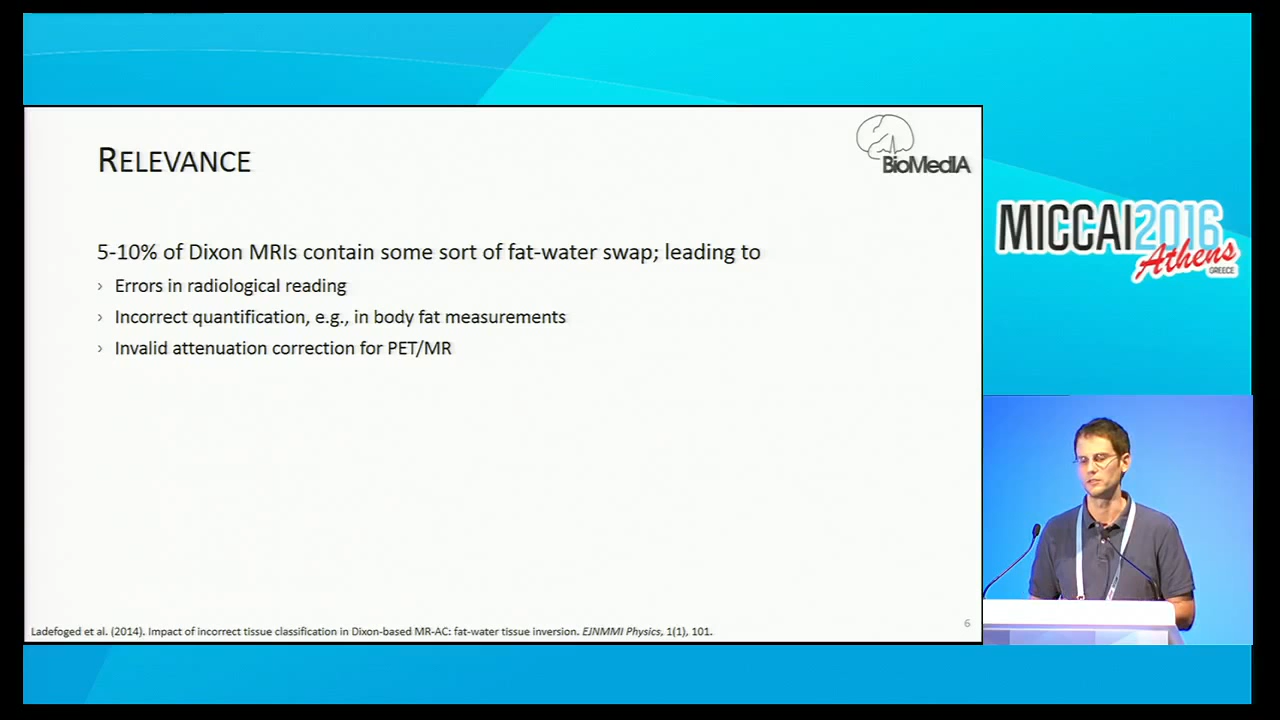 RELEVANCE
BioMedIA
5-10% of Dixon MRIs contain some sort of fat-water swap; leading to
› Errors in radiological reading
› Incorrect quantification, e.g., in body fat measurements
› Invalid attenuation correction for PET/MR
Ladefoged et al. (2014). Impact of incorrect tissue classification in Dixon-based MR-AC: fat-water tissue inversion. EJNMMI Physics, 1(1), 101.
6
MICCAI2016
Athens
GREECE